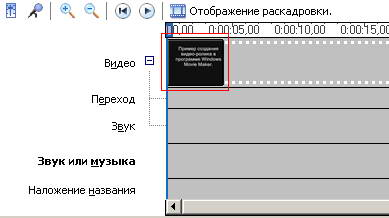 Отображение раскадровки.
00,00 0:00:05,00 0:00:10,00 0:00:15,00
Видео
Пример создания
видео-ролика в
программе Windows
Movie Maker.
Переход
Звук
Звук или музыка
Наложение названия